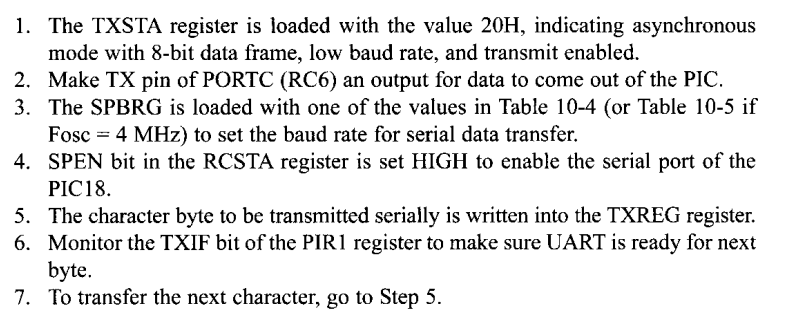 1. The TXSTA register is loaded with the value 20H, indicating asynchronous
mode with 8-bit data frame, low baud rate, and transmit enabled.
2. Make TX pin of PORTC (RC6) an output for data to come out of the PIC.
3. The SPBRG is loaded with one of the values in Table 10-4 (or Table 10-5 if
Fosc = 4 MHz) to set the baud rate for serial data transfer.
4. SPEN bit in the RCSTA register is set HIGH to enable the serial port of the
PIC18.
5. The character byte to be transmitted serially is written into the TXREG register.
6. Monitor the TXIF bit of the PIR1 register to make sure UART is ready for next
byte.
7. To transfer the next character, go to Step 5.